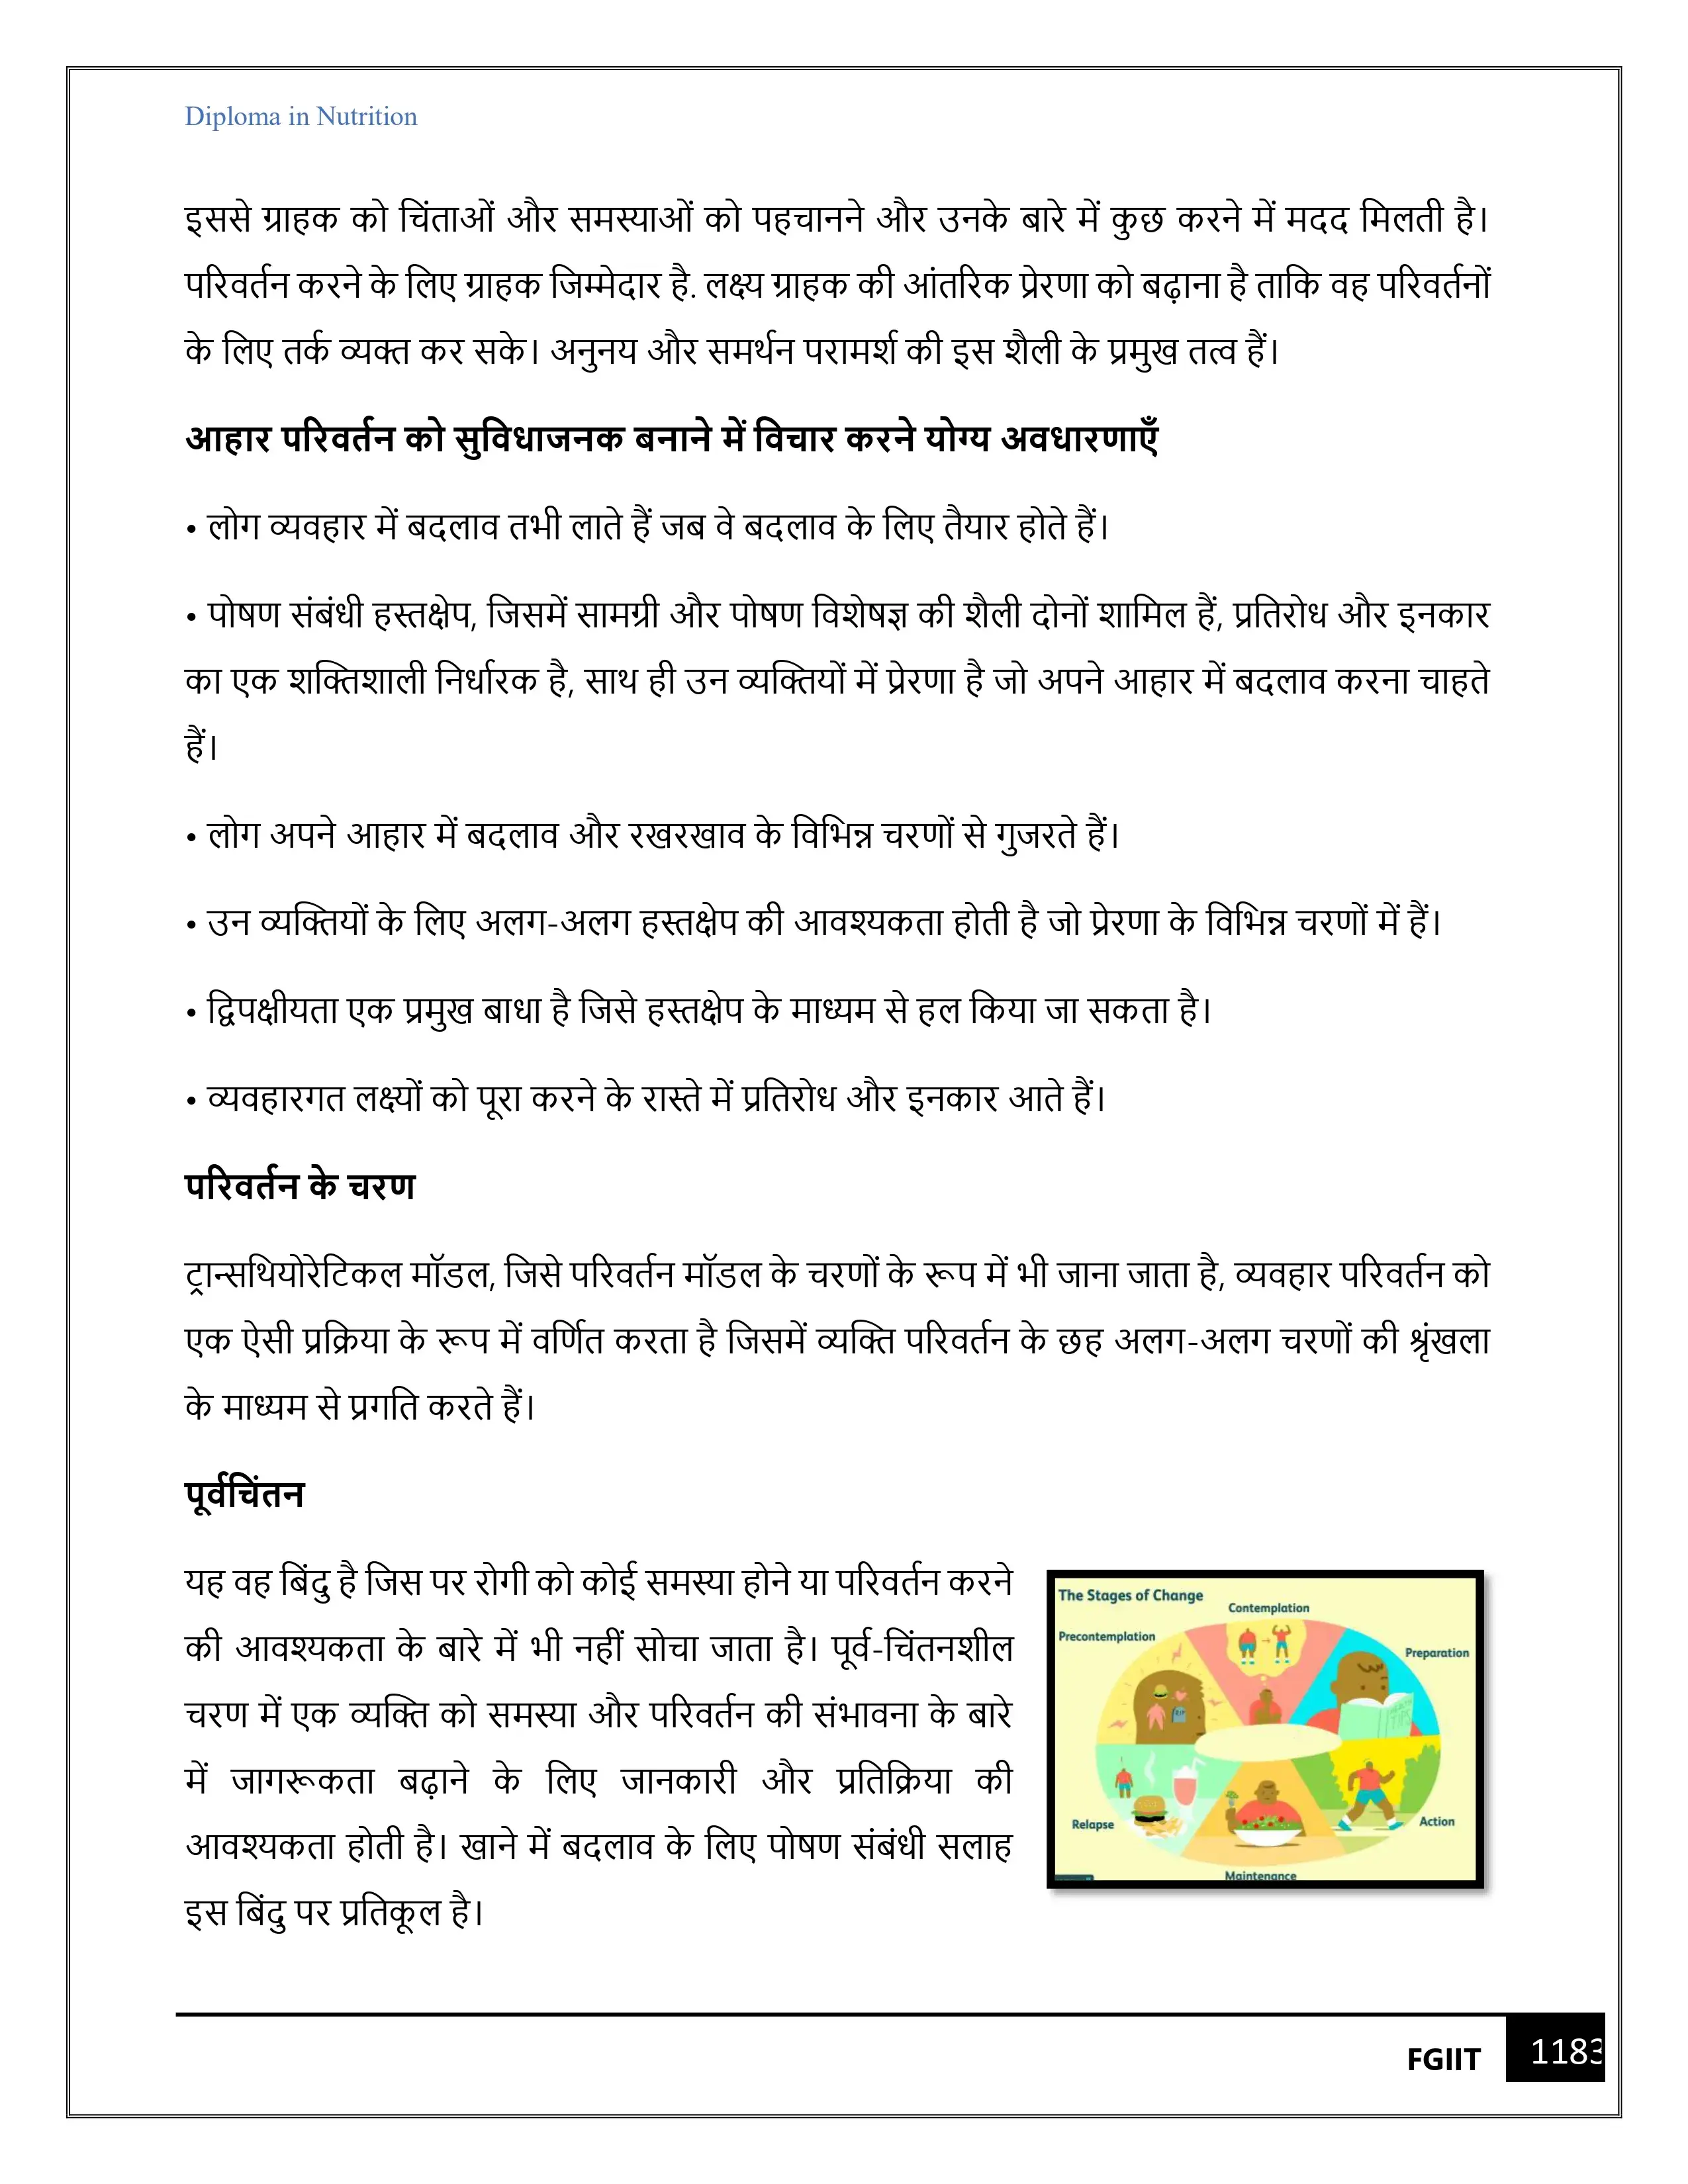 Diploma in Nutrition
इससे ग्राहक को चिंताओं और समस्याओं को पहचानने और उनके बारे में कुछ करने में मदद मिलती है।
परिवर्तन करने के लिए ग्राहक जिम्मेदार है. लक्ष्य ग्राहक की आंतरिक प्रेरणा को बढ़ाना है ताकि वह परिवर्तनों
के लिए तर्क व्यक्त कर सके। अनुनय और समर्थन परामर्श की इस शैली के प्रमुख तत्व हैं।
आहार परिवर्तन को सुविधाजनक बनाने में विचार करने योग्य अवधारणाएँ
• लोग व्यवहार में बदलाव तभी लाते हैं जब वे बदलाव के लिए तैयार होते हैं।
• पोषण संबंधी हस्तक्षेप, जिसमें सामग्री और पोषण विशेषज्ञ की शैली दोनों शामिल हैं, प्रतिरोध और इनकार
का एक शक्तिशाली निर्धारक है, साथ ही उन व्यक्तियों में प्रेरणा है जो अपने आहार में बदलाव करना चाहते
हैं।
• लोग अपने आहार में बदलाव और रखरखाव के विभिन्न चरणों से गुजरते हैं।
• उन व्यक्तियों के लिए अलग-अलग हस्तक्षेप की आवश्यकता होती है जो प्रेरणा के विभिन्न चरणों में हैं।
• द्विपक्षीयता एक प्रमुख बाधा है जिसे हस्तक्षेप के माध्यम से हल किया जा सकता है।
• व्यवहारगत लक्ष्यों को पूरा करने के रास्ते में प्रतिरोध और इनकार आते हैं।
परिवर्तन के चरण
ट्रान्सथियोरेटिकल मॉडल, जिसे परिवर्तन मॉडल के चरणों के रूप में भी जाना जाता है, व्यवहार परिवर्तन को
एक ऐसी प्रक्रिया के रूप में वर्णित करता है जिसमें व्यक्ति परिवर्तन के छह अलग-अलग चरणों की श्रृंखला
के माध्यम से प्रगति करते हैं।
पूर्वचिंतन
यह वह बिंदु है जिस पर रोगी को कोई समस्या होने या परिवर्तन करने
की आवश्यकता के बारे में भी नहीं सोचा जाता है। पूर्व-चिंतनशील
चरण में एक व्यक्ति को समस्या और परिवर्तन की संभावना के बारे
में जागरूकता बढ़ाने के लिए जानकारी और प्रतिक्रिया की
आवश्यकता होती है। खाने में बदलाव के लिए पोषण संबंधी सलाह
इस बिंदु पर प्रतिकूल है।
The Stages of Change
Contemplation
Precontemplation
Preparation
RIP
HEALTH TIPS
Relapse
Action
Maintenance
FGIIT
1183